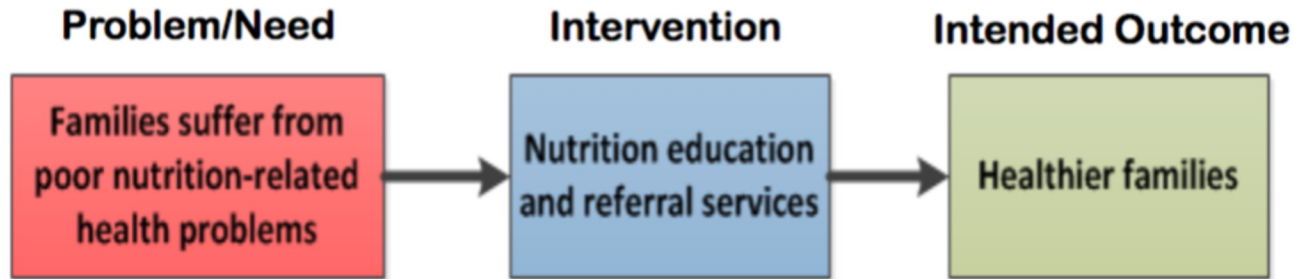 Problem/Need
Intervention
Intended Outcome
Families suffer from
poor nutrition-related
health problems
Nutrition education
and referral services
Healthier families